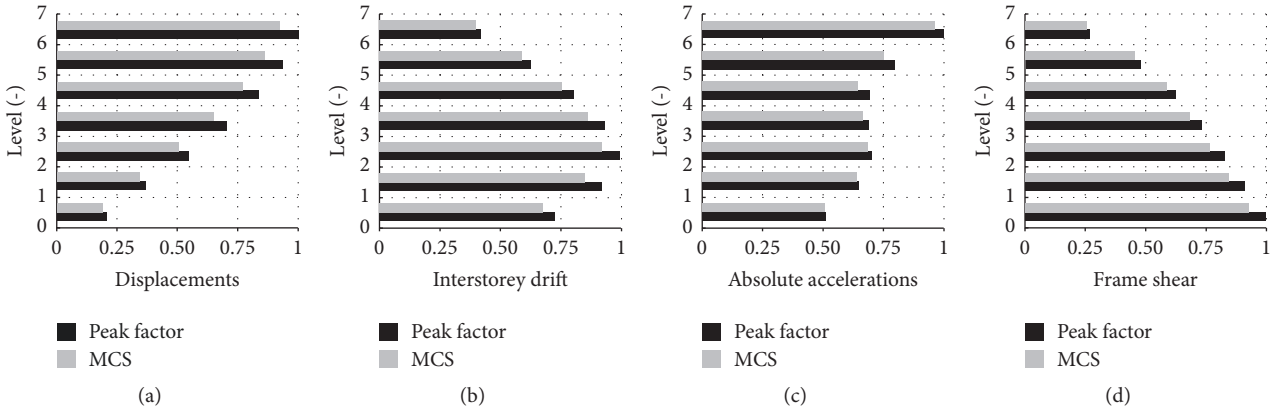 7
6
5
4
3
2
1
0
Level (-)
0 0.25 0.50 0.75 1
Displacements
Peak factor
MCS
(a)
7
6
5
4
3
2
1
0
Level (-)
0 0.25 0.50 0.75 1
Interstorey drift
Peak factor
MCS
(b)
7
6
5
4
3
2
1
0
Level (-)
0 0.25 0.50 0.75 1
Absolute accelerations
Peak factor
MCS
(c)
7
6
5
4
3
2
1
0
Level (-)
0 0.25 0.50 0.75 1
Frame shear
Peak factor
MCS
(d)